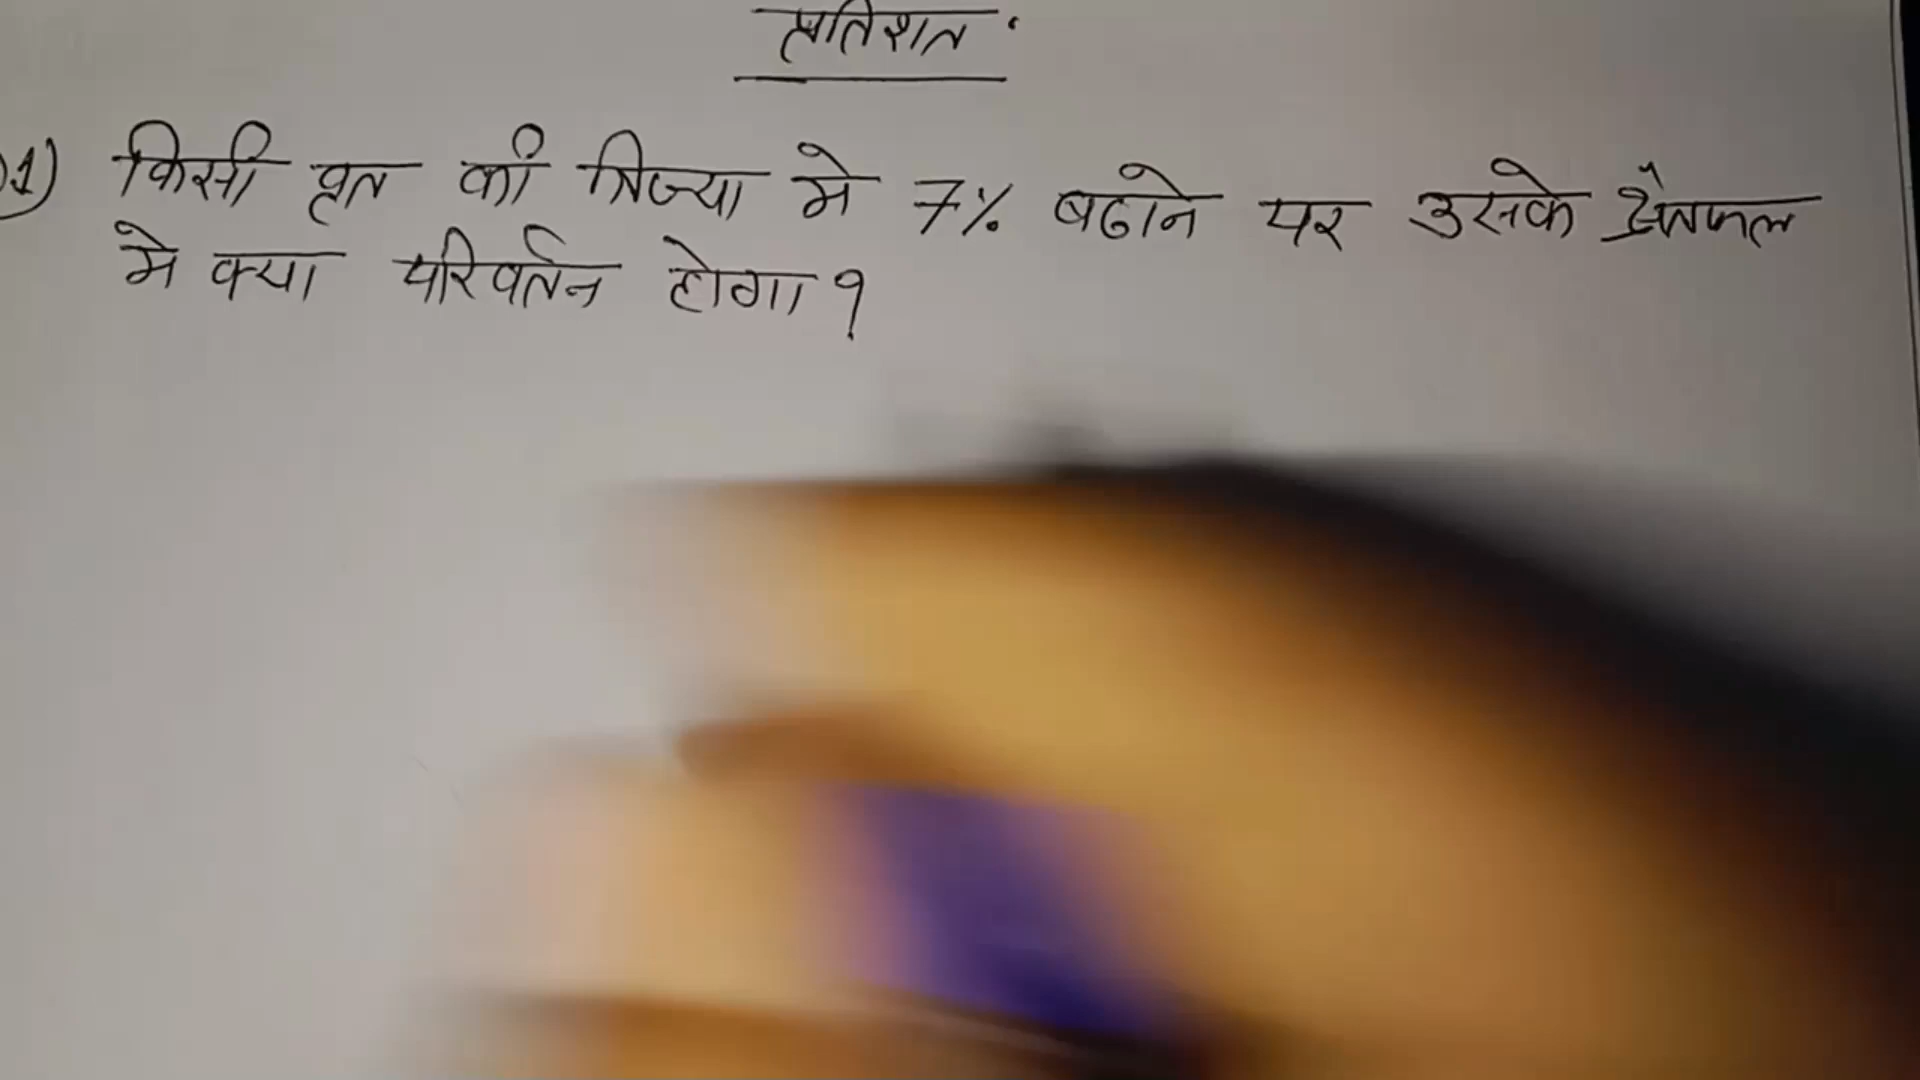 प्रतिशत
1) किसी वृत की त्रिज्या मे 7% बढाने पर उसके क्षेत्रफल
मे क्या परिवर्तन होगा?